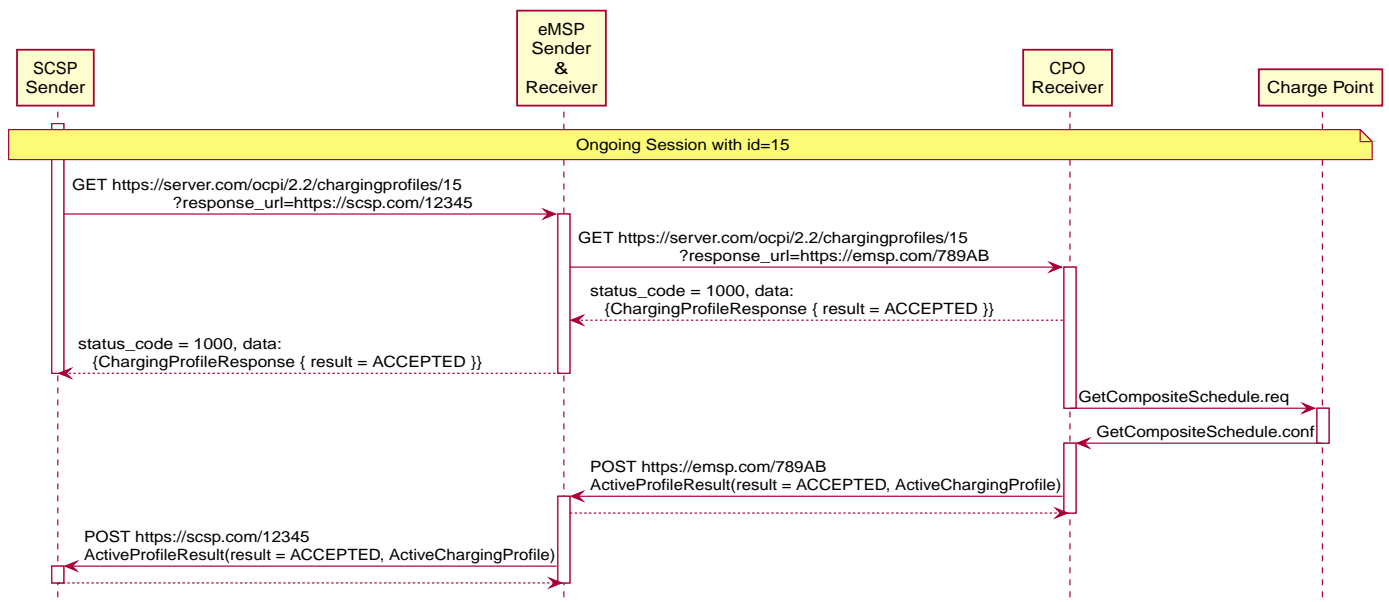 SCSP
Sender
eMSP
Sender
&
Receiver
CPO
Receiver
Charge Point
Ongoing Session with id=15
GET https://server.com/ocpi/2.2/chargingprofiles/15
?response_url=https://scsp.com/12345
GET https://server.com/ocpi/2.2/chargingprofiles/15
?response_url=https://emsp.com/789AB
status_code = 1000, data:
{ChargingProfileResponse { result = ACCEPTED }}
status_code = 1000, data:
{ChargingProfileResponse { result = ACCEPTED }}
GetCompositeSchedule.req
GetCompositeSchedule.conf
POST https://emsp.com/789AB
ActiveProfileResult(result = ACCEPTED, ActiveChargingProfile)
POST https://scsp.com/12345
ActiveProfileResult(result = ACCEPTED, ActiveChargingProfile)